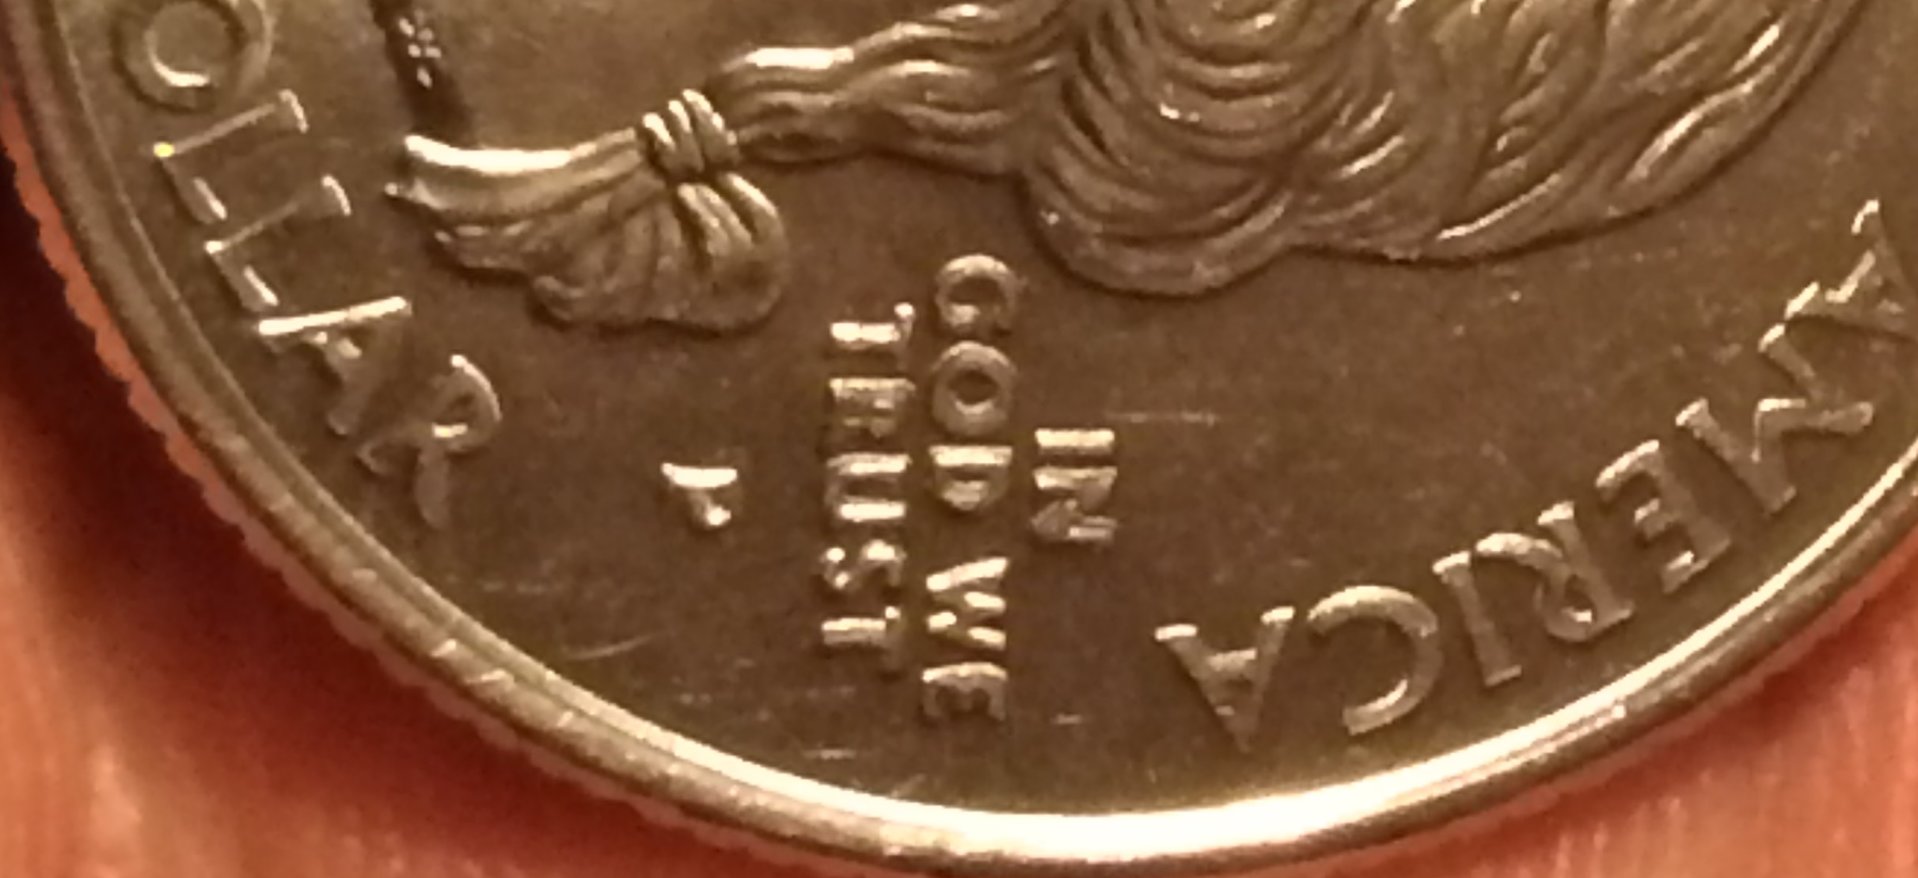 AMERICA
IN
GOD WE
TRUST
P
OLLAR